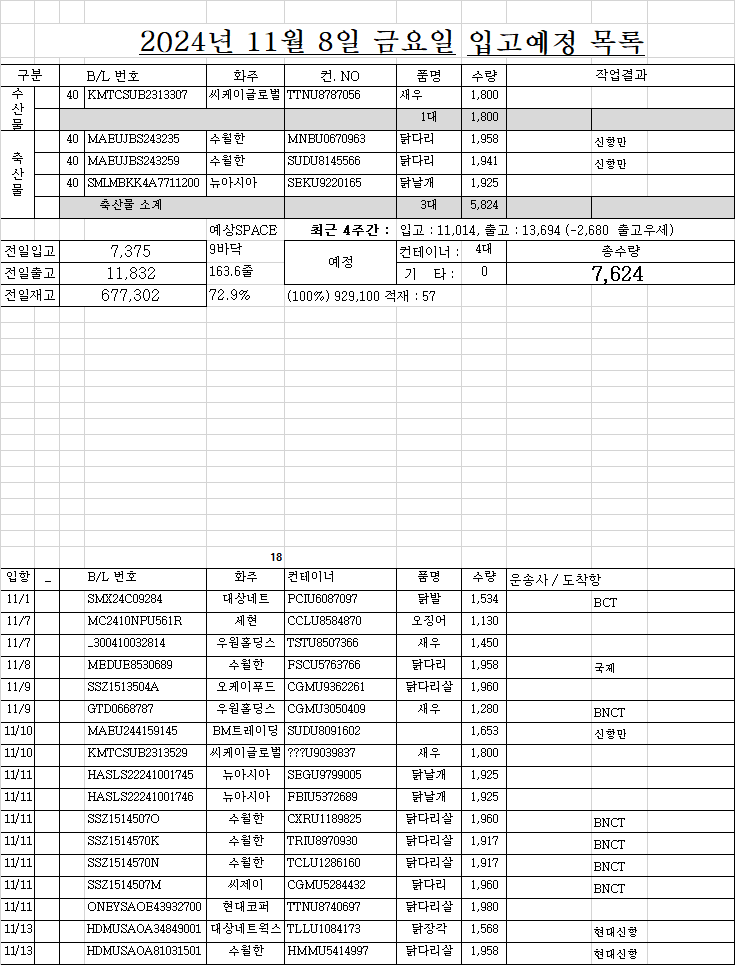 2024년 11월 8일 금요일 입고예정 목록
구분 B/L 번호 화주 컨. NO 품명 수량 작업결과
수산물 40 KMTCSUB2313307 씨케이글로벌 TTNU8787056 새우 1,800
1대 1,800
축산물 40 MAEUJBS243235 수월한 MNBU0670963 닭다리 1,958 신항만
40 MAEUJBS243259 수월한 SUDU8145566 닭다리 1,941 신항만
40 SMLMBKK4A7711200 뉴아시아 SEKU9220165 닭날개 1,925
축산물 소계 3대 5,824
예상SPACE 최근 4주간 : 입고 : 11,014, 출고 : 13,694 (-2,680 출고우세)
전일입고 7,375 9바닥 예정 컨테이너 : 4대 총수량
전일출고 11,832 163.6줄 기 타 : 0 7,624
전일재고 677,302 72.9% (100%) 929,100 적재 : 57
18
입항 _ B/L 번호 화주 컨테이너 품명 수량 운송사 / 도착항
11/1 SMX24C09284 대상네트 PCIU6087097 닭발 1,534 BCT
11/7 MC2410NPU561R 세현 CCLU8584870 오징어 1,130
11/7 _300410032814 우원홀딩스 TSTU8507366 새우 1,450
11/8 MEDUE8530689 수월한 FSCU5763766 닭다리 1,958 국제
11/9 SSZ1513504A 오케이푸드 CGMU9362261 닭다리살 1,960
11/9 GTD0668787 우원홀딩스 CGMU3050409 새우 1,280 BNCT
11/10 MAEU244159145 BM트레이딩 SUDU8091602 1,653 신항만
11/10 KMTCSUB2313529 씨케이글로벌 ???U9039837 새우 1,800
11/11 HASLS22241001745 뉴아시아 SEGU9799005 닭날개 1,925
11/11 HASLS22241001746 뉴아시아 FBIU5372689 닭날개 1,925
11/11 SSZ1514507O 수월한 CXRU1189825 닭다리살 1,960 BNCT
11/11 SSZ1514570K 수월한 TRIU8970930 닭다리살 1,917 BNCT
11/11 SSZ1514570N 수월한 TCLU1286160 닭다리살 1,917 BNCT
11/11 SSZ1514507M 씨제이 CGMU5284432 닭다리 1,960 BNCT
11/11 ONEYSAOE43932700 현대코퍼 TTNU8740697 닭다리살 1,980
11/13 HDMUSAOA34849001 대상네트웍스 TLLU1084173 닭장각 1,568 현대신항
11/13 HDMUSAOA81031501 수월한 HMMU5414997 닭다리살 1,958 현대신항